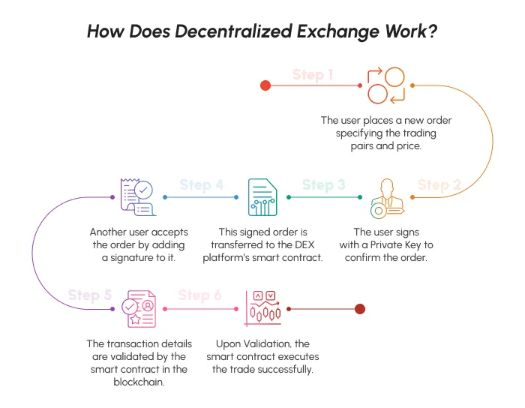 How Does Decentralized Exchange Work?
Step 1
The user places a new order
specifying the trading
pairs and price.
Step 2
The user signs
with a Private Key to
confirm the order.
Step 3
This signed order is
transferred to the DEX
platform's smart contract.
Step 4
Another user accepts
the order by adding
a signature to it.
Step 5
The transaction details
are validated by the
smart contract in the
blockchain.
Step 6
Upon Validation, the
smart contract executes
the trade successfully.